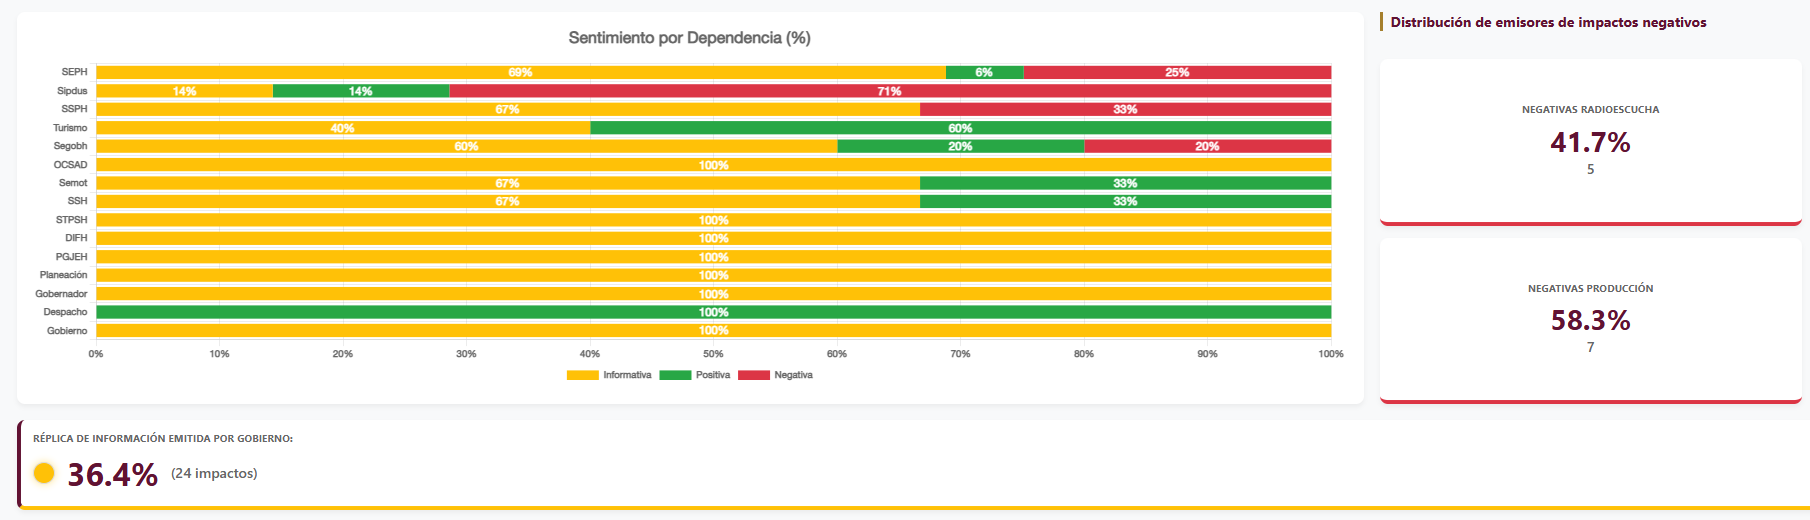 Sentimiento por Dependencia (%)
SEPH 69% 6% 25%
Sipdus 14% 14% 71%
SSPH 67% 33%
Turismo 40% 60%
Segobh 60% 20% 20%
OCSAD 100%
Semot 67% 33%
SSH 67% 33%
STPSH 100%
DIFH 100%
PGJEH 100%
Planeación 100%
Gobernador 100%
Despacho 100%
Gobierno 100%
0% 10% 20% 30% 40% 50% 60% 70% 80% 90% 100%
Informativa Positiva Negativa
Distribución de emisores de impactos negativos
NEGATIVAS RADIOESCUCHA
41.7%
5
NEGATIVAS PRODUCCIÓN
58.3%
7
RÉPLICA DE INFORMACIÓN EMITIDA POR GOBIERNO:
36.4% (24 impactos)